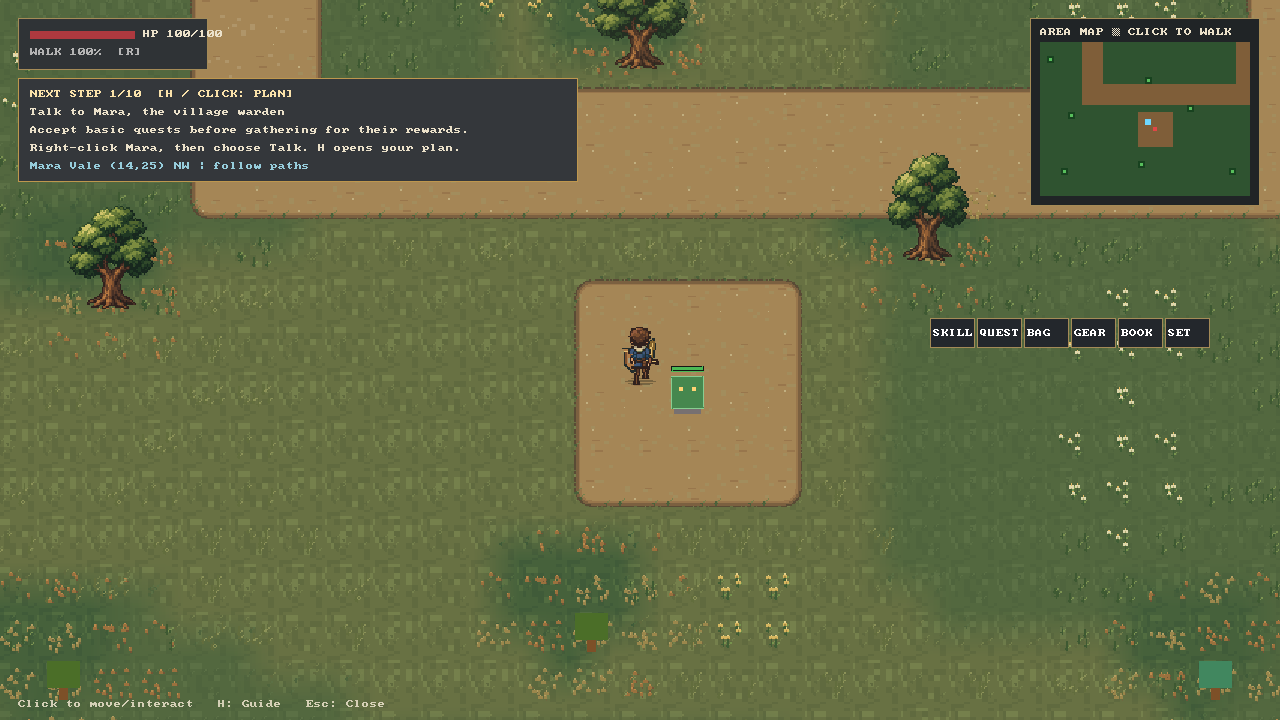 HP 100/100
WALK 100% [R]
NEXT STEP 1/10 [H / CLICK: PLAN]
Talk to Mara, the village warden
Accept basic quests before gathering for their rewards.
Right-click Mara, then choose Talk. H opens your plan.
Mara Vale (14,25) NW ¦ follow paths
AREA MAP ▒ CLICK TO WALK
SKILL QUEST BAG GEAR BOOK SET
Click to move/interact H: Guide Esc: Close